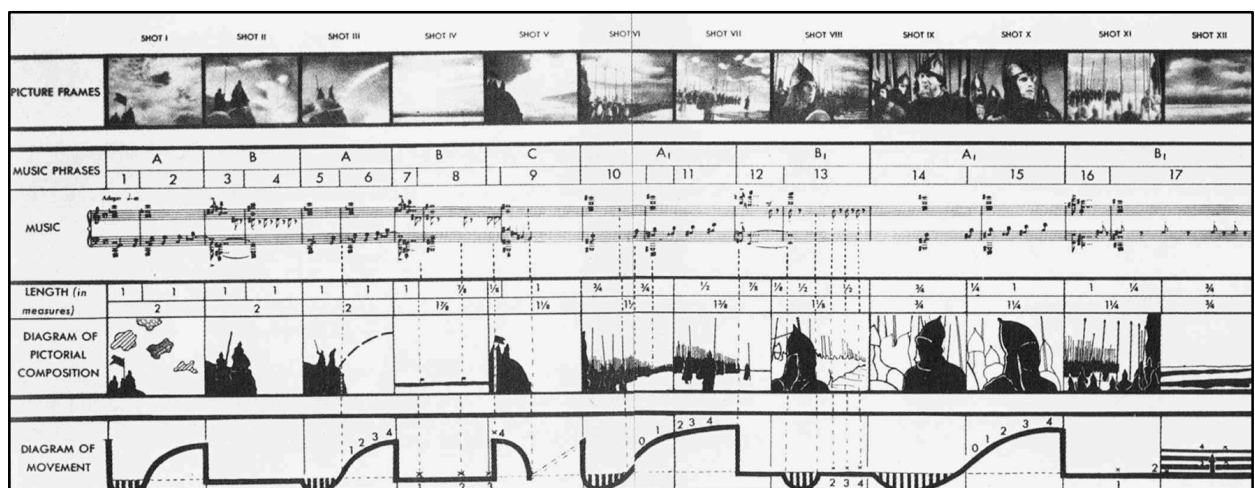 SHOT I SHOT II SHOT III SHOT IV SHOT V SHOT VI SHOT VII SHOT VIII SHOT IX SHOT X SHOT XI SHOT XII
PICTURE FRAMES
A B A B C A₁ B₁ A₁ B₁
MUSIC PHRASES
1 2 3 4 5 6 7 8 9 10 11 12 13 14 15 16 17
Adagio
MUSIC
LENGTH (in
measures)
1 1 1 1 1 1 1 ⅞ ⅛ 1 ¾ ¾ ½ ⅞ ⅛ ½ ½ ¾ ¼ 1 1 ¼ ¾
2 2 2 1⅞ 1⅛ 1½ 1⅜ 1⅛ ¾ 1¼ 1¼ ¾
DIAGRAM OF
PICTORIAL
COMPOSITION
DIAGRAM OF
MOVEMENT
1 2 3 4
1 2
4
0 1 2 3 4
2 3 4
0 1 2 3 4
1 2